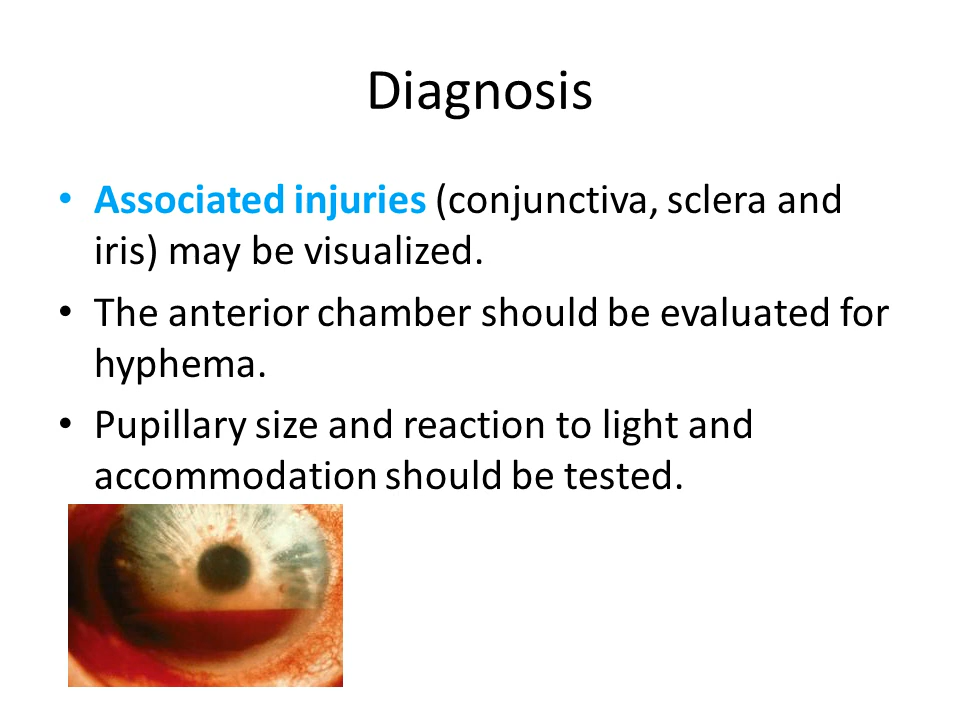 Diagnosis
• Associated injuries (conjunctiva, sclera and
iris) may be visualized.
• The anterior chamber should be evaluated for
hyphema.
• Pupillary size and reaction to light and
accommodation should be tested.